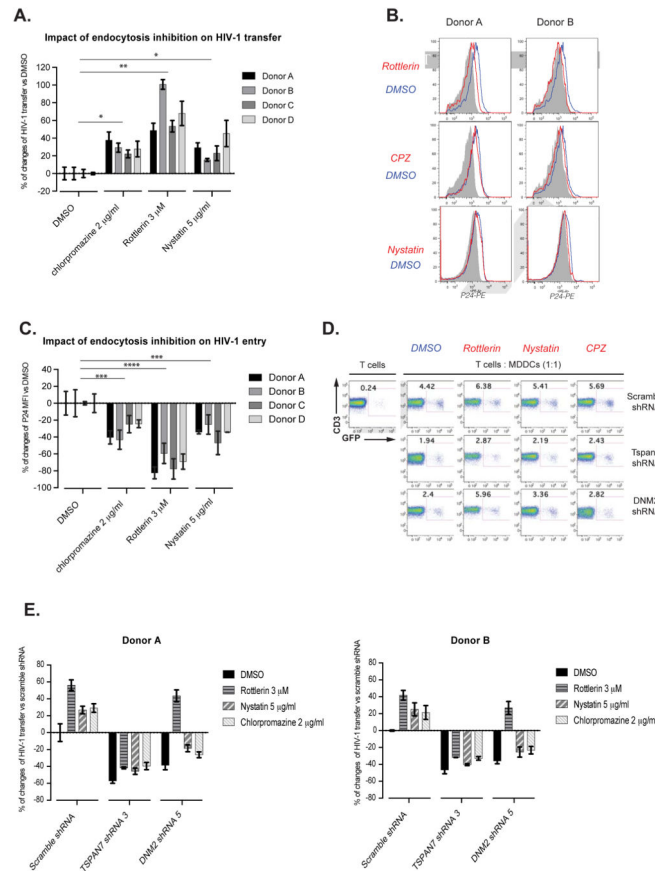 A.
Impact of endocytosis inhibition on HIV-1 transfer
% of changes of HIV-1 transfer vs DMSO
120
100
80
60
40
20
0
-20
*
**
*
Donor A
Donor B
Donor C
Donor D
DMSO
chlorpromazine 2 µg/ml
Rottlerin 3 µM
Nystatin 5 µg/ml
B.
Donor A
Donor B
Rottlerin
DMSO
CPZ
DMSO
Nystatin
DMSO
P24-PE
P24-PE
C.
Impact of endocytosis inhibition on HIV-1 entry
% of changes of P24 MFI vs DMSO
40
20
0
-20
-40
-60
-80
-100
***
****
***
Donor A
Donor B
Donor C
Donor D
DMSO
chlorpromazine 2 µg/ml
Rottlerin 3 µM
Nystatin 5 µg/ml
D.
DMSO
Rottlerin
Nystatin
CPZ
T cells
T cells : MDDCs (1:1)
0.24
4.42
6.38
5.41
5.69
Scramb
shRNA
CD3
GFP
1.94
2.87
2.19
2.43
Tspan
shRNA
2.4
5.96
3.36
2.82
DNM2
shRNA
E.
Donor A
% of changes of HIV-1 transfer vs scramble shRNA
80
60
40
20
0
-20
-40
-60
-80
DMSO
Rottlerin 3 µM
Nystatin 5 µg/ml
Chlorpromazine 2 µg/ml
Scramble shRNA
TSPAN7 shRNA 3
DNM2 shRNA 5
Donor B
% of changes of HIV-1 transfer vs scramble shRNA
80
60
40
20
0
-20
-40
-60
-80
DMSO
Rottlerin 3 µM
Nystatin 5 µg/ml
Chlorpromazine 2 µg/ml
Scramble shRNA
TSPAN7 shRNA 3
DNM2 shRNA 5